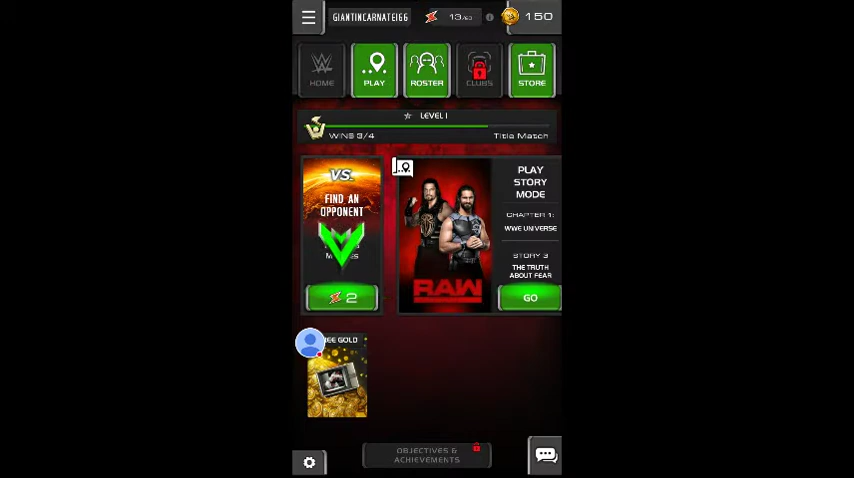 GIANTINCARNATE166
13/63
150
HOME
PLAY
ROSTER
CLUBS
STORE
LEVEL 1
WINS 3/4
Title Match
VS.
FIND AN
OPPONENT
2
PLAY
STORY
MODE
CHAPTER 1:
WWE UNIVERSE
STORY 3
THE TRUTH
ABOUT FEAR
RAW
GO
GOLD
OBJECTIVES &
ACHIEVEMENTS